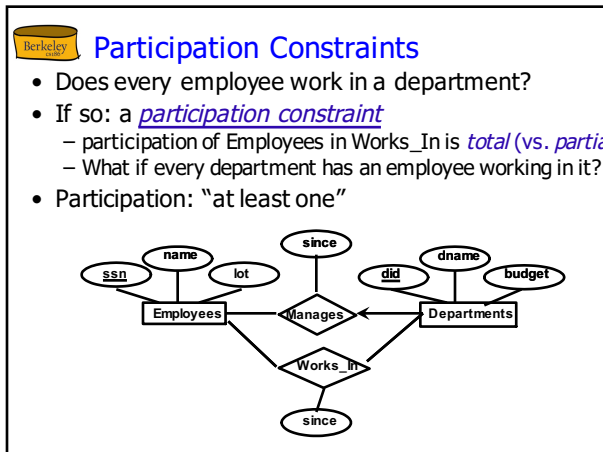 Berkeley
cs186
Participation Constraints
• Does every employee work in a department?
• If so: a participation constraint
– participation of Employees in Works_In is total (vs. partia
– What if every department has an employee working in it?
• Participation: “at least one”
since
name
dname
ssn
lot
did
budget
Employees
Manages
Departments
Works_In
since